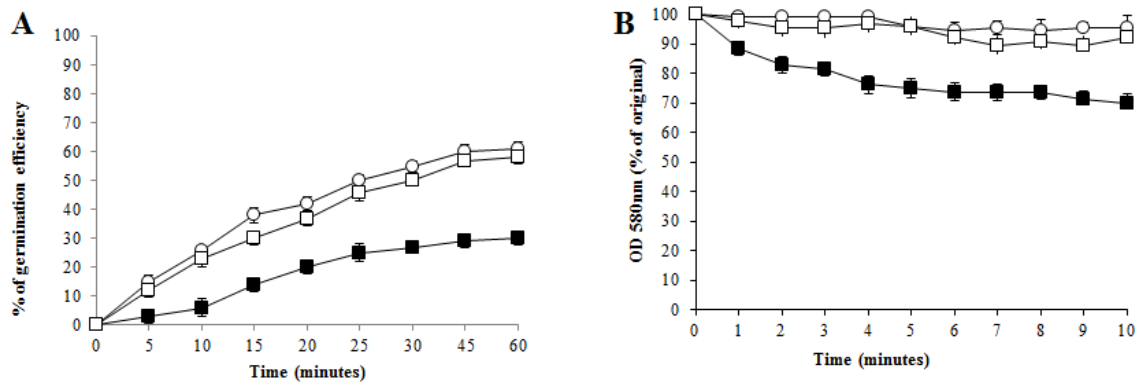 A
% of germination efficiency
100
90
80
70
60
50
40
30
20
10
0
0 5 10 15 20 25 30 45 60
Time (minutes)
B
OD 580nm (% of original)
100
90
80
70
60
50
40
30
20
10
0
0 1 2 3 4 5 6 7 8 9 10
Time (minutes)